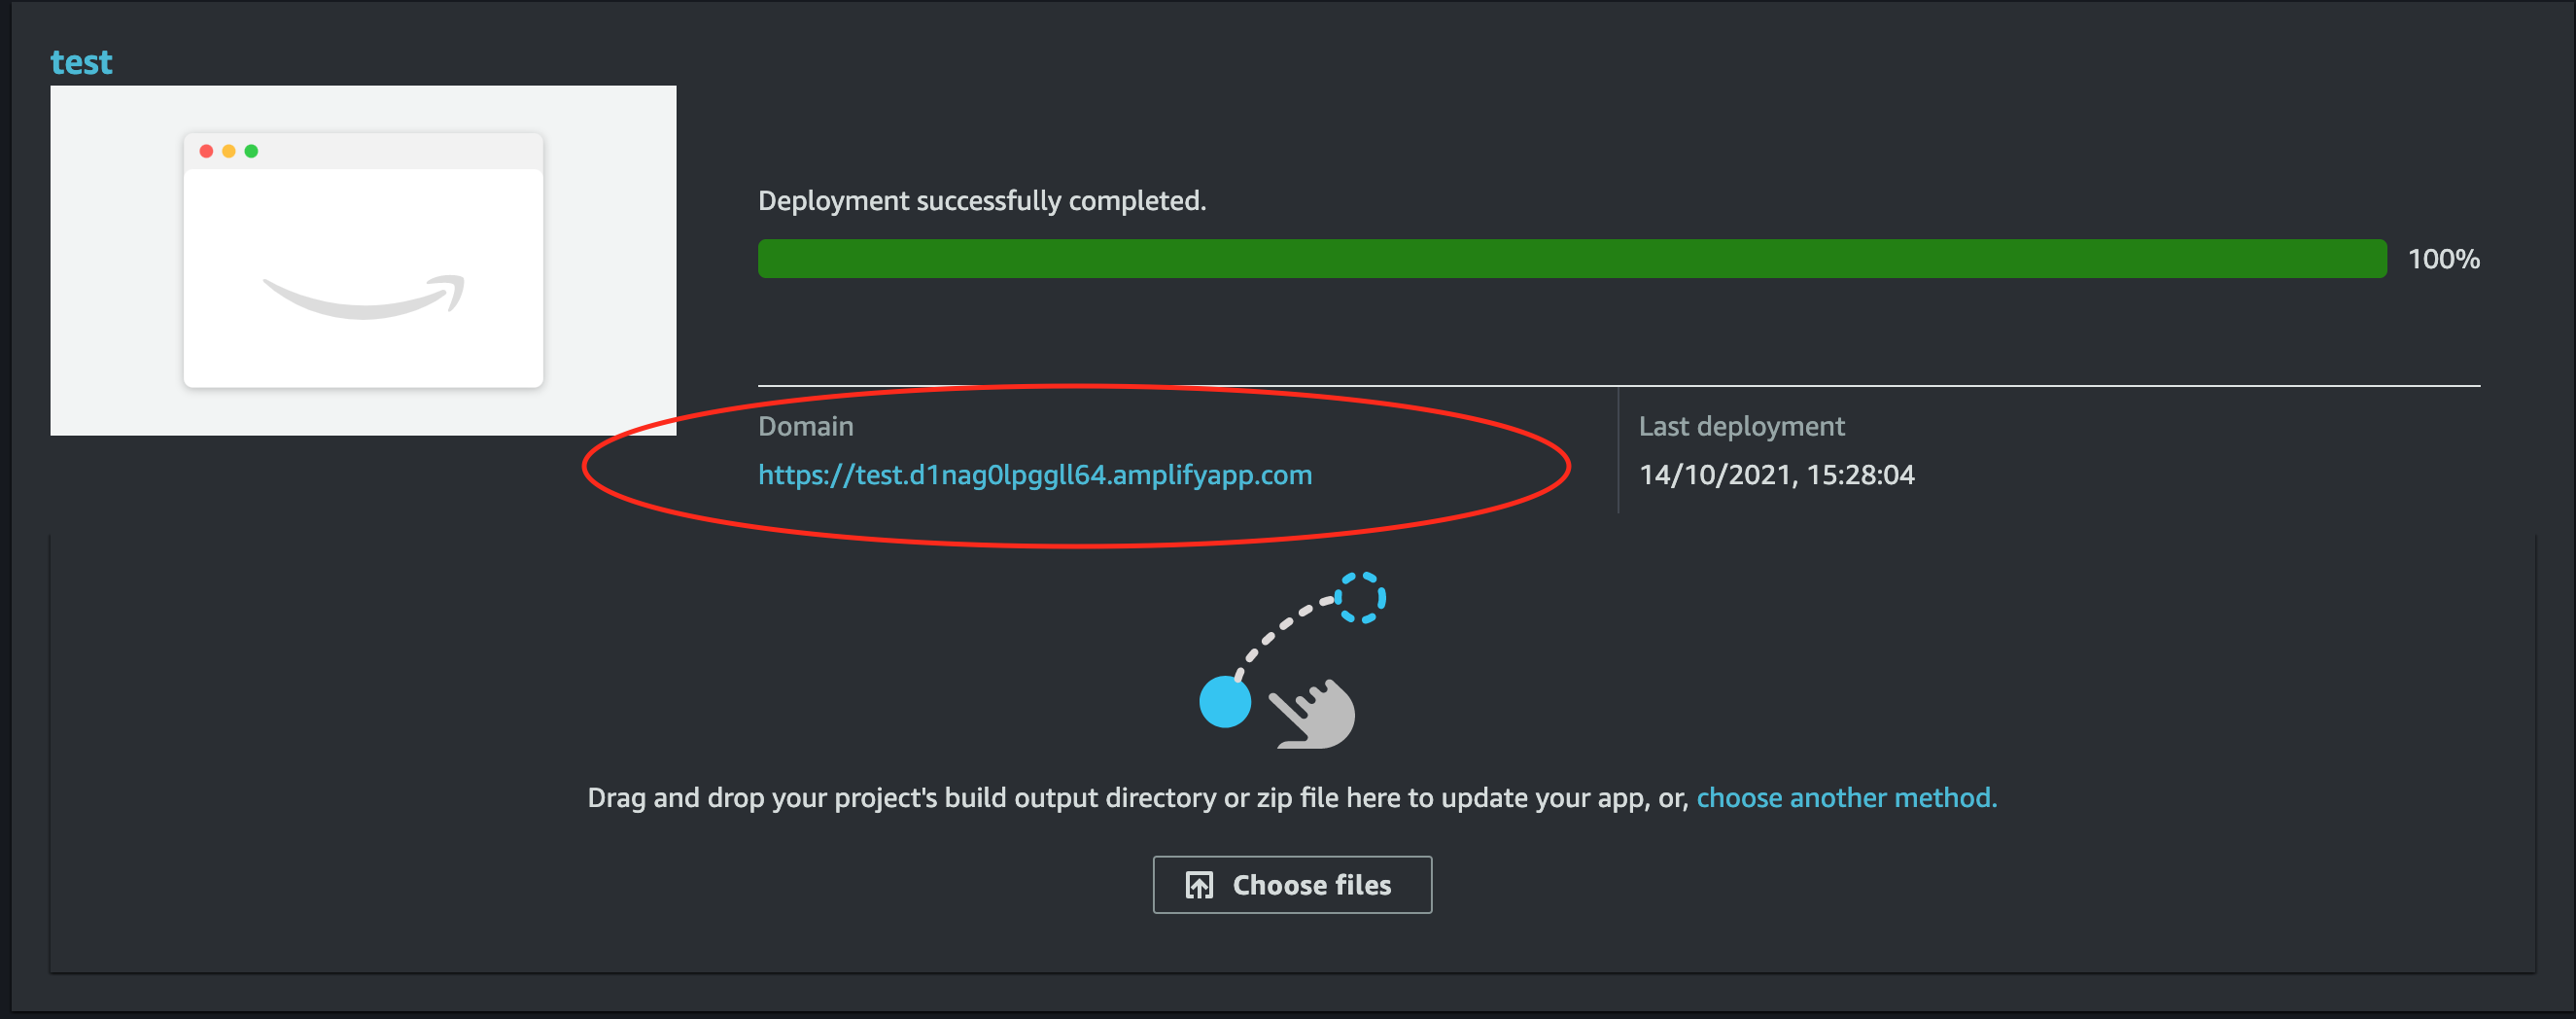 test
Deployment successfully completed.
100%
Domain
https://test.d1nag0lpggll64.amplifyapp.com
Last deployment
14/10/2021, 15:28:04
Drag and drop your project's build output directory or zip file here to update your app, or, choose another method.
Choose files